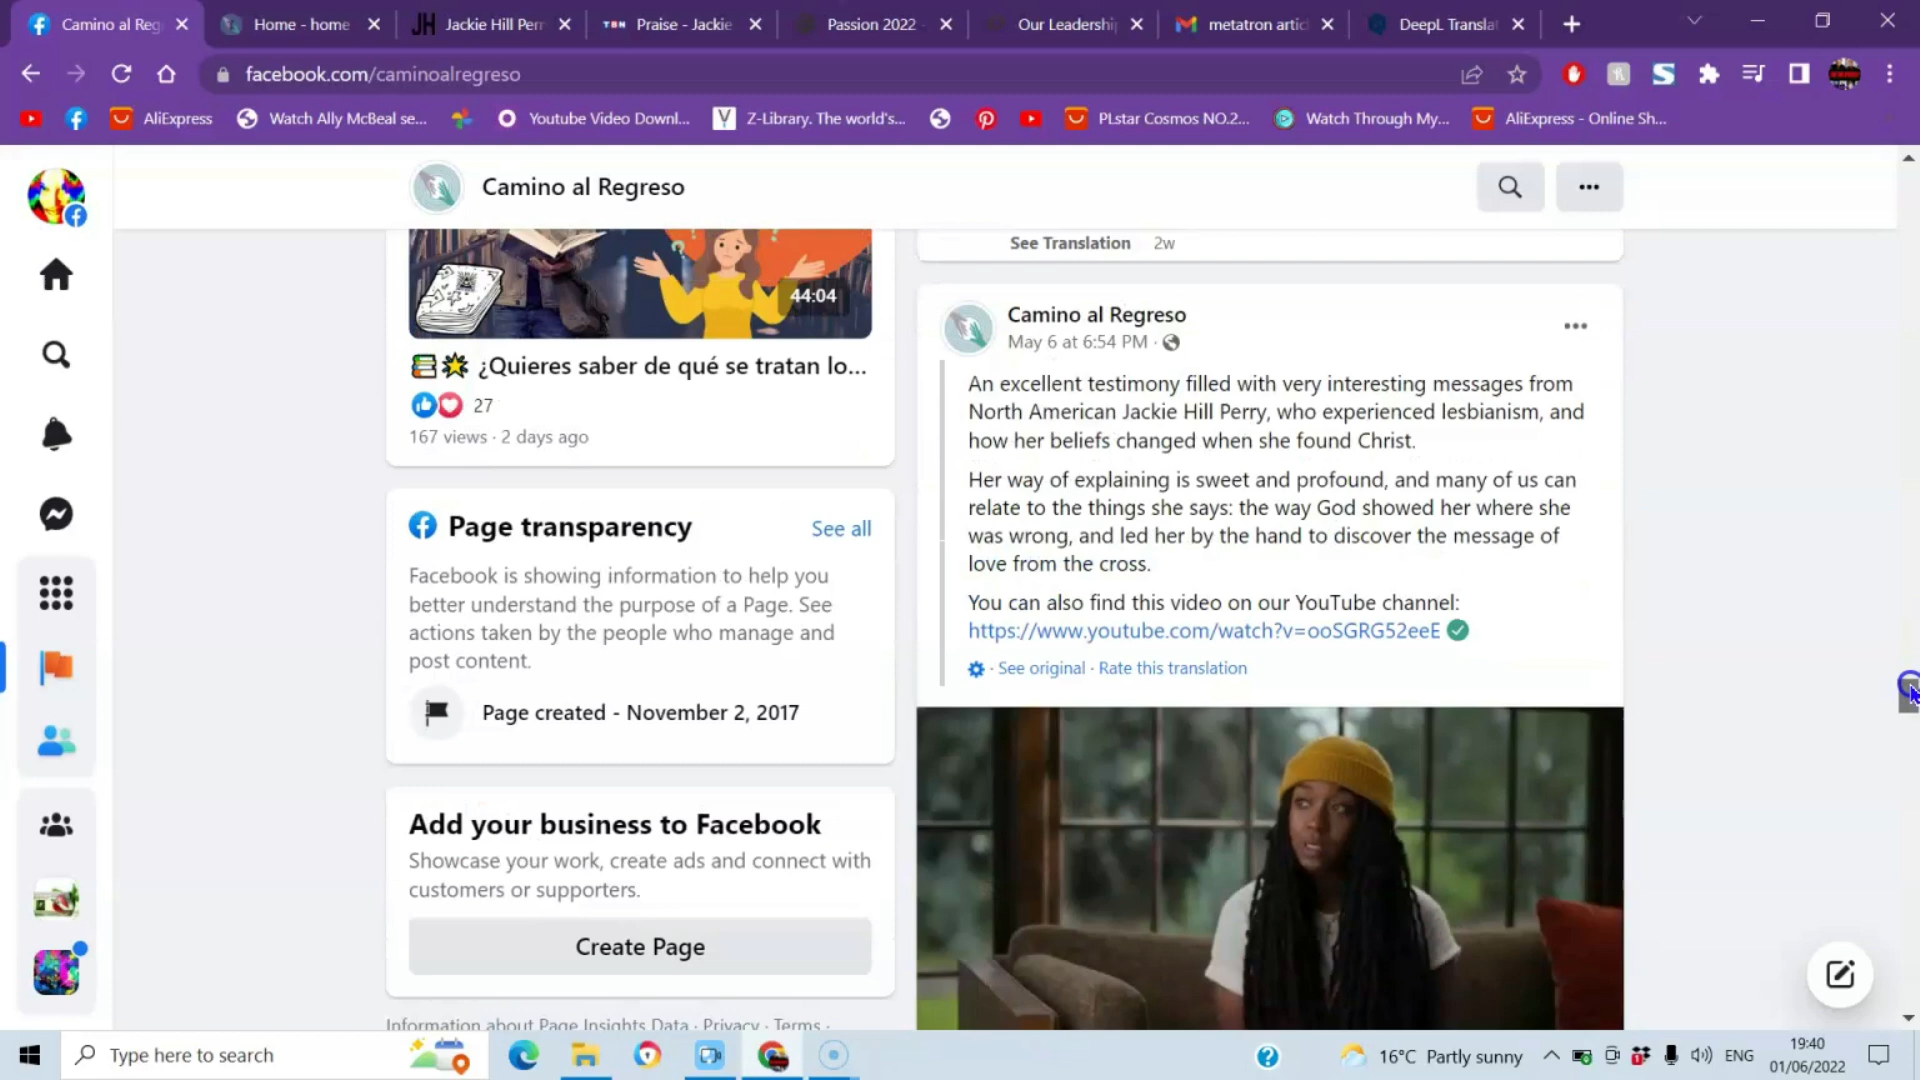 Camino al Reg
Home - home
JH Jackie Hill Perr
TBN Praise - Jackie
Passion 2022 -
Our Leadershi
metatron artic
DeepL Translat
facebook.com/caminoalregreso
AliExpress
Watch Ally McBeal se...
Youtube Video Downl...
Z-Library. The world's...
PLstar Cosmos NO.2...
Watch Through My...
AliExpress - Online Sh...
Camino al Regreso
44:04
📚🌟 ¿Quieres saber de qué se tratan lo...
27
167 views · 2 days ago
Page transparency
See all
Facebook is showing information to help you
better understand the purpose of a Page. See
actions taken by the people who manage and
post content.
Page created - November 2, 2017
Add your business to Facebook
Showcase your work, create ads and connect with
customers or supporters.
Create Page
Information about Page Insights Data · Privacy · Terms ·
See Translation 2w
Camino al Regreso
May 6 at 6:54 PM ·
An excellent testimony filled with very interesting messages from
North American Jackie Hill Perry, who experienced lesbianism, and
how her beliefs changed when she found Christ.
Her way of explaining is sweet and profound, and many of us can
relate to the things she says: the way God showed her where she
was wrong, and led her by the hand to discover the message of
love from the cross.
You can also find this video on our YouTube channel:
https://www.youtube.com/watch?v=ooSGRG52eeE
· See original · Rate this translation
Type here to search
16°C Partly sunny
ENG
19:40
01/06/2022